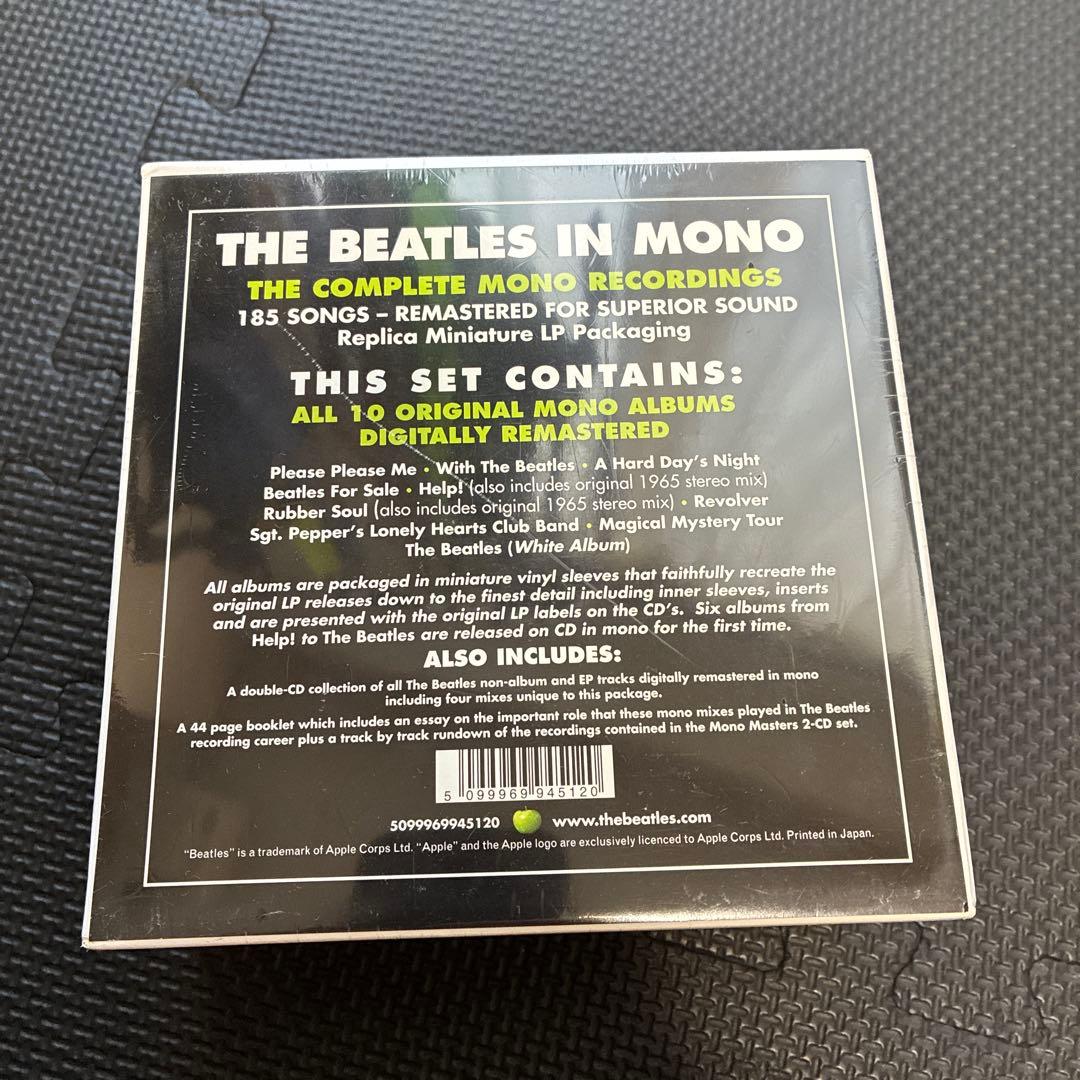 THE BEATLES IN MONO
THE COMPLETE MONO RECORDINGS
185 SONGS – REMASTERED FOR SUPERIOR SOUND
Replica Miniature LP Packaging
THIS SET CONTAINS:
ALL 10 ORIGINAL MONO ALBUMS
DIGITALLY REMASTERED
Please Please Me • With The Beatles • A Hard Day's Night
Beatles For Sale • Help! (also includes original 1965 stereo mix)
Rubber Soul (also includes original 1965 stereo mix) • Revolver
Sgt. Pepper's Lonely Hearts Club Band • Magical Mystery Tour
The Beatles (White Album)
All albums are packaged in miniature vinyl sleeves that faithfully recreate the
original LP releases down to the finest detail including inner sleeves, inserts
and are presented with the original LP labels on the CD's. Six albums from
Help! to The Beatles are released on CD in mono for the first time.
ALSO INCLUDES:
A double-CD collection of all The Beatles non-album and EP tracks digitally remastered in mono
including four mixes unique to this package.
A 44 page booklet which includes an essay on the important role that these mono mixes played in The Beatles
recording career plus a track by track rundown of the recordings contained in the Mono Masters 2-CD set.
5 099969 945120
5099969945120 www.thebeatles.com
"Beatles" is a trademark of Apple Corps Ltd. "Apple" and the Apple logo are exclusively licenced to Apple Corps Ltd. Printed in Japan.